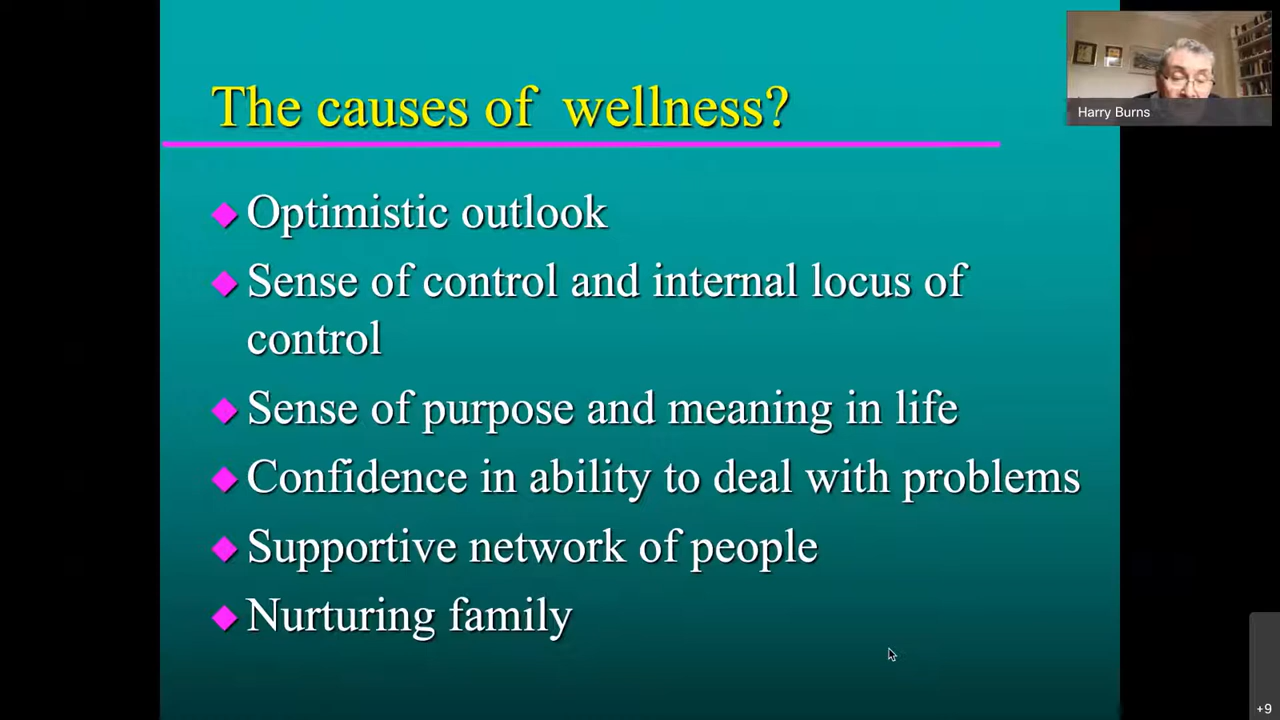 The causes of wellness?
Harry Burns
Optimistic outlook
Sense of control and internal locus of
control
Sense of purpose and meaning in life
Confidence in ability to deal with problems
Supportive network of people
Nurturing family
+9